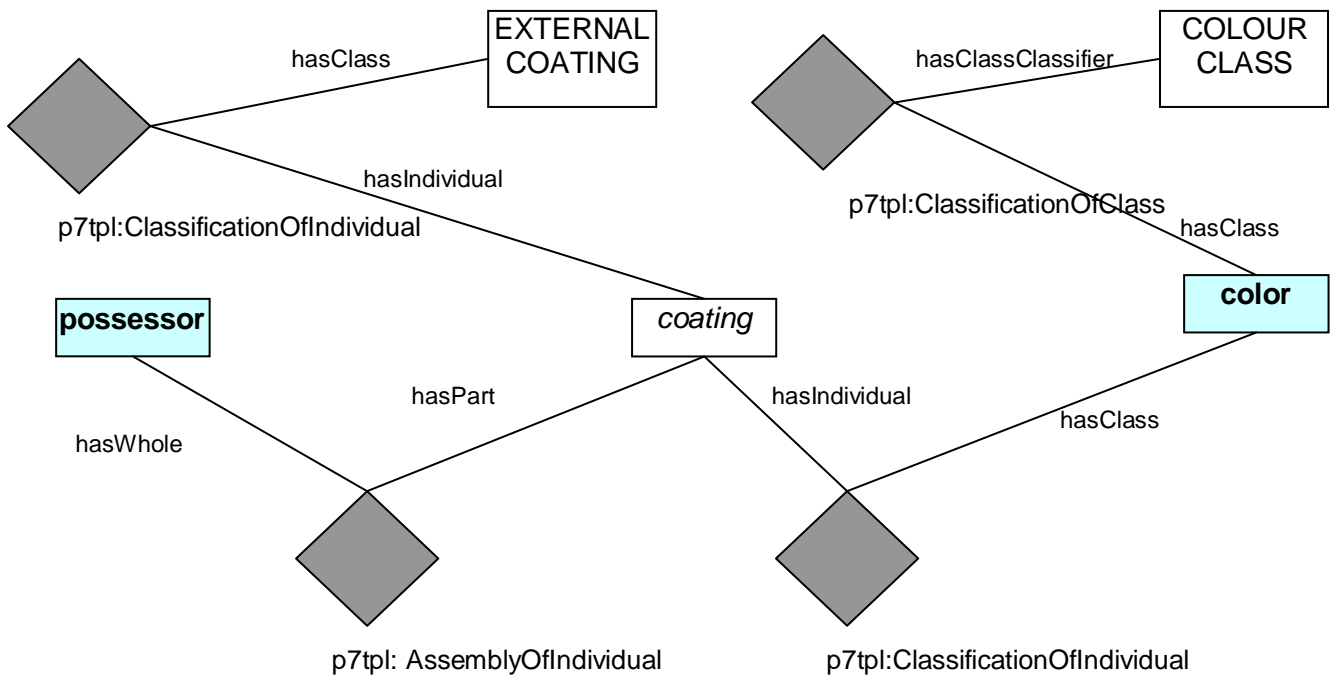 EXTERNAL
COATING
COLOUR
CLASS
hasClass
hasClassClassifier
hasIndividual
p7tpl:ClassificationOfIndividual
p7tpl:ClassificationOfClass
hasClass
possessor
coating
color
hasPart
hasIndividual
hasClass
hasWhole
p7tpl: AssemblyOfIndividual
p7tpl:ClassificationOfIndividual